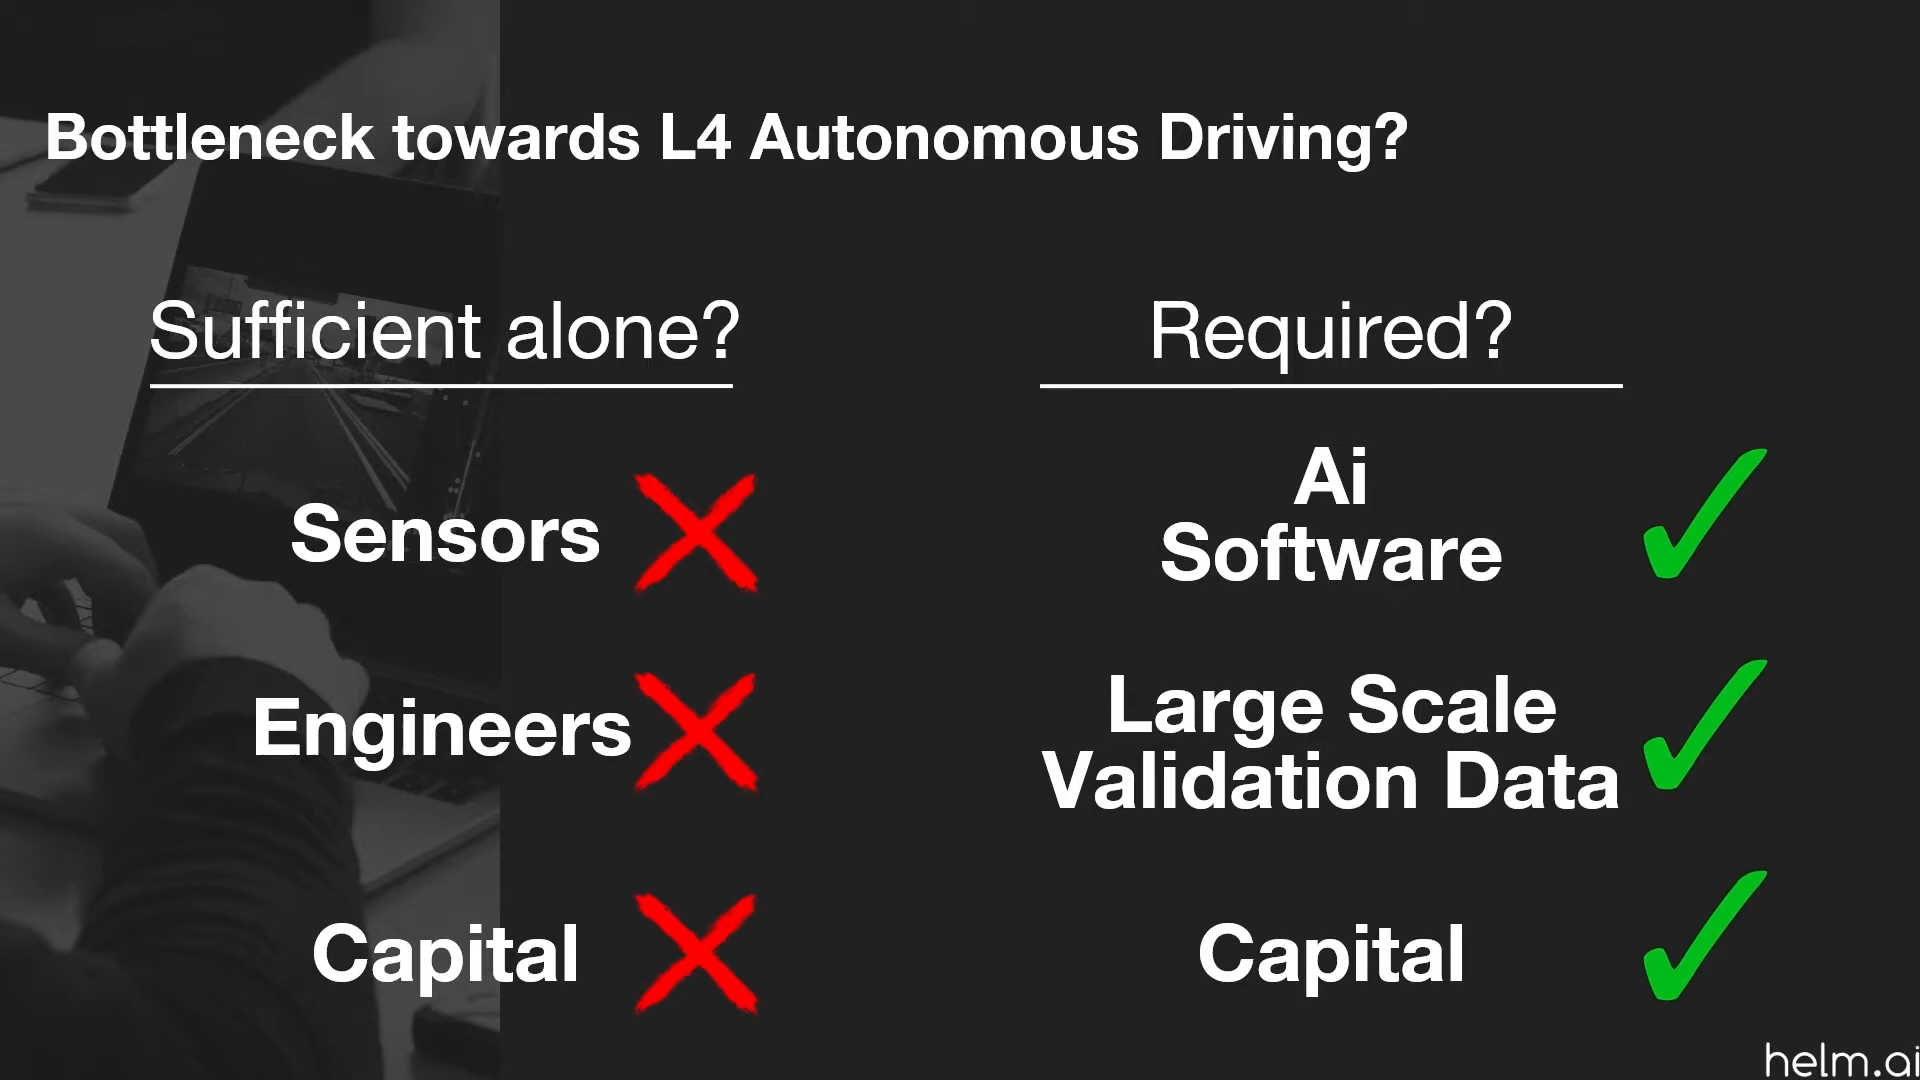 Bottleneck towards L4 Autonomous Driving?
Sufficient alone?
Sensors
Engineers
Capital
Required?
Ai
Software
Large Scale
Validation Data
Capital
helm.ai